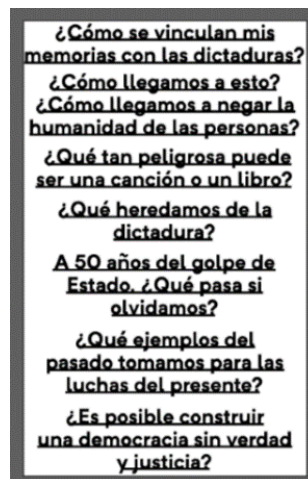 ¿Cómo se vinculan mis
memorias con las dictaduras?
¿Cómo llegamos a esto?
¿Cómo llegamos a negar la
humanidad de las personas?
¿Qué tan peligrosa puede
ser una canción o un libro?
¿Qué heredamos de la
dictadura?
A 50 años del golpe de
Estado. ¿Qué pasa si
olvidamos?
¿Qué ejemplos del
pasado tomamos para las
luchas del presente?
¿Es posible construir
una democracia sin verdad
y justicia?